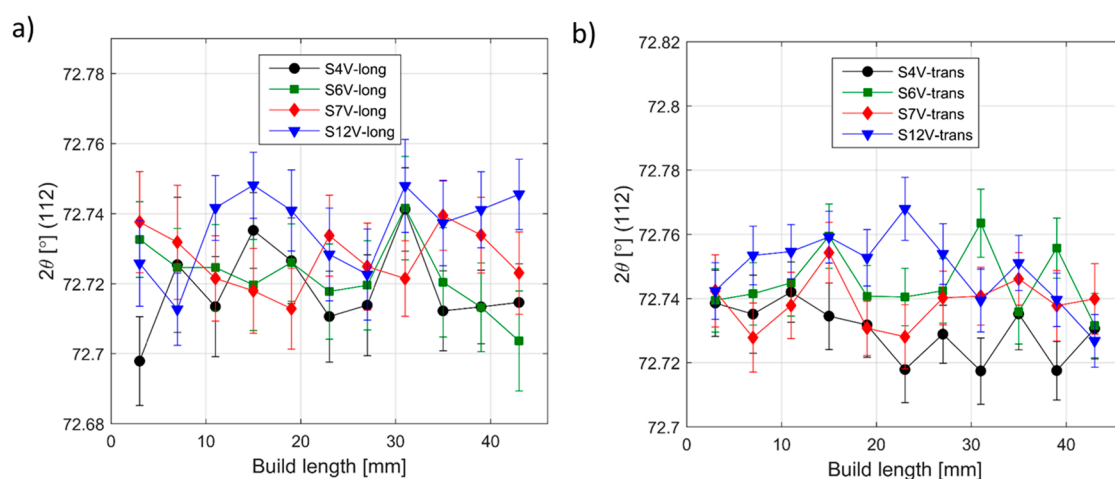 a)
72.78
72.76
72.74
72.72
72.7
72.68
2θ [°] (112)
S4V-long
S6V-long
S7V-long
S12V-long
0 10 20 30 40
Build length [mm]
b)
72.82
72.8
72.78
72.76
72.74
72.72
72.7
2θ [°] (112)
S4V-trans
S6V-trans
S7V-trans
S12V-trans
0 10 20 30 40
Build length [mm]